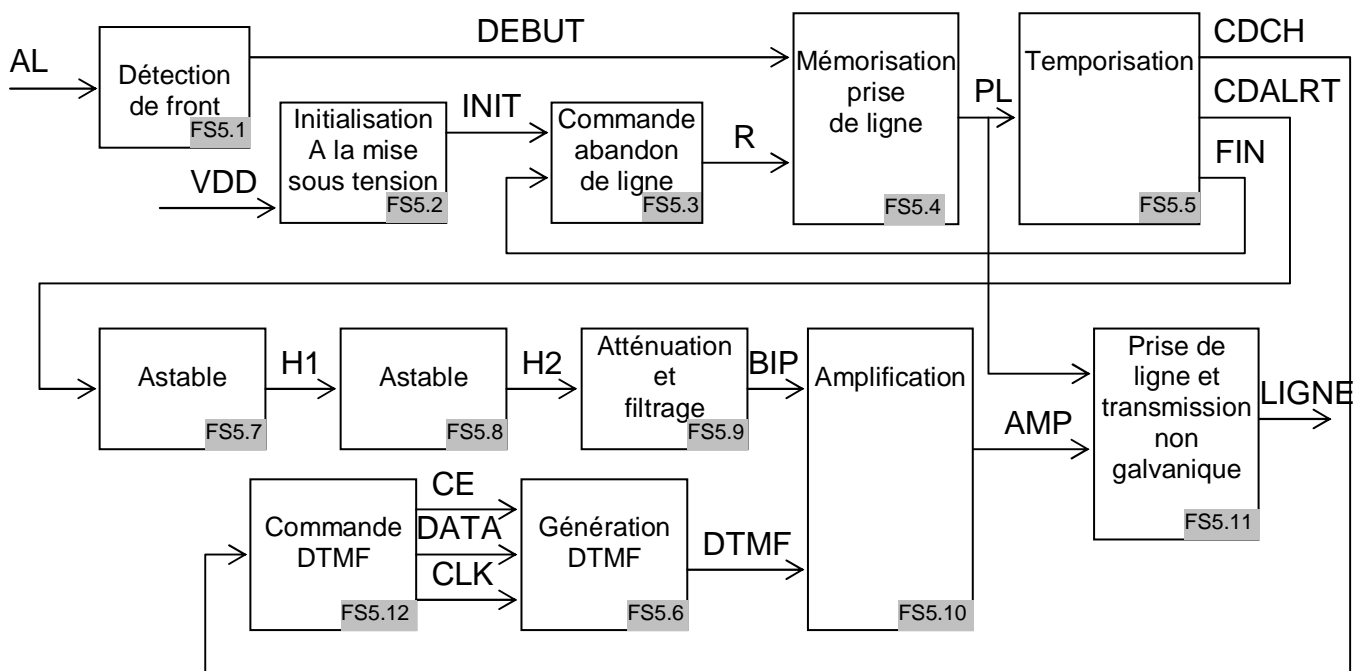 DEBUT
CDCH
AL
Détection
de front
FS5.1
Mémorisation
prise
de ligne
FS5.4
PL
Temporisation
FS5.5
CDALRT
INIT
Initialisation
A la mise
sous tension
FS5.2
Commande
abandon
de ligne
FS5.3
R
FIN
VDD
Astable
FS5.7
H1
Astable
FS5.8
H2
Atténuation
et
filtrage
FS5.9
BIP
Amplification
FS5.10
Prise de
ligne et
transmission
non
galvanique
FS5.11
LIGNE
AMP
Commande
DTMF
FS5.12
CE
DATA
CLK
Génération
DTMF
FS5.6
DTMF